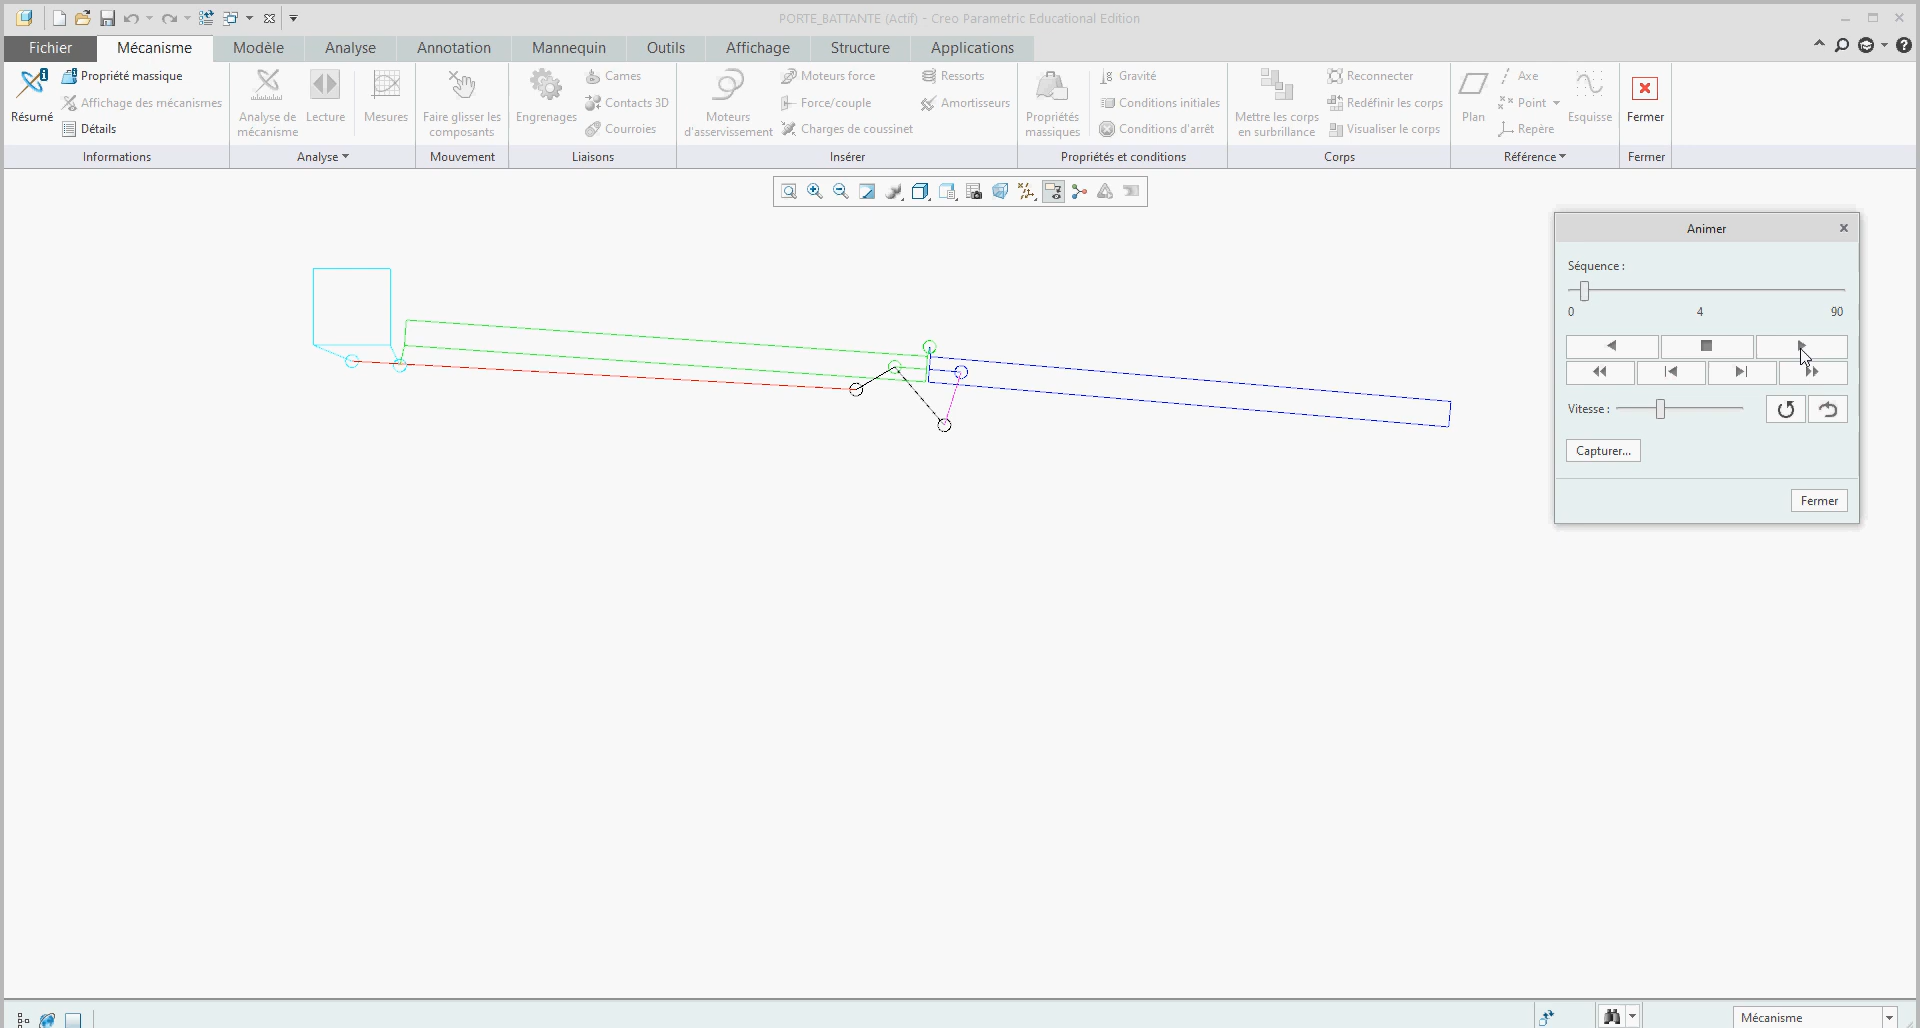 PORTE_BATTANTE (Actif) - Creo Parametric Educational Edition
Fichier Mécanisme Modèle Analyse Annotation Mannequin Outils Affichage Structure Applications
Résumé
Propriété massique
Affichage des mécanismes
Détails
Informations
Analyse de
mécanisme
Lecture
Mesures
Analyse
Faire glisser les
composants
Mouvement
Engrenages
Cames
Contacts 3D
Courroies
Liaisons
Moteurs
d'asservissement
Moteurs force
Force/couple
Charges de coussinet
Ressorts
Amortisseurs
Insérer
Propriétés
massiques
Gravité
Conditions initiales
Conditions d'arrêt
Propriétés et conditions
Mettre les corps
en surbrillance
Reconnecter
Redéfinir les corps
Visualiser le corps
Corps
Plan
Axe
Point
Repère
Esquisse
Référence
Fermer
Fermer
Animer
Séquence :
0 4 90
Vitesse :
Capturer...
Fermer
Mécanisme